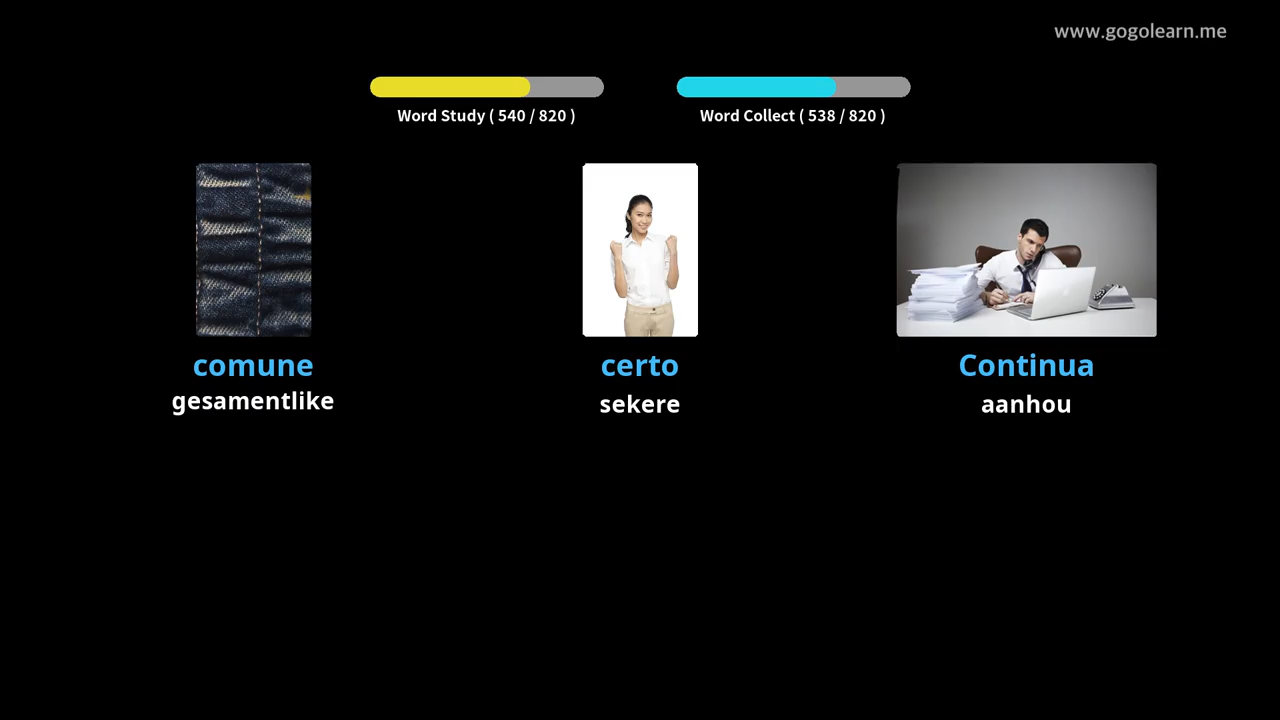 www.gogolearn.me
Word Study ( 540 / 820 )
Word Collect ( 538 / 820 )
comune
gesamentlike
certo
sekere
Continua
aanhou